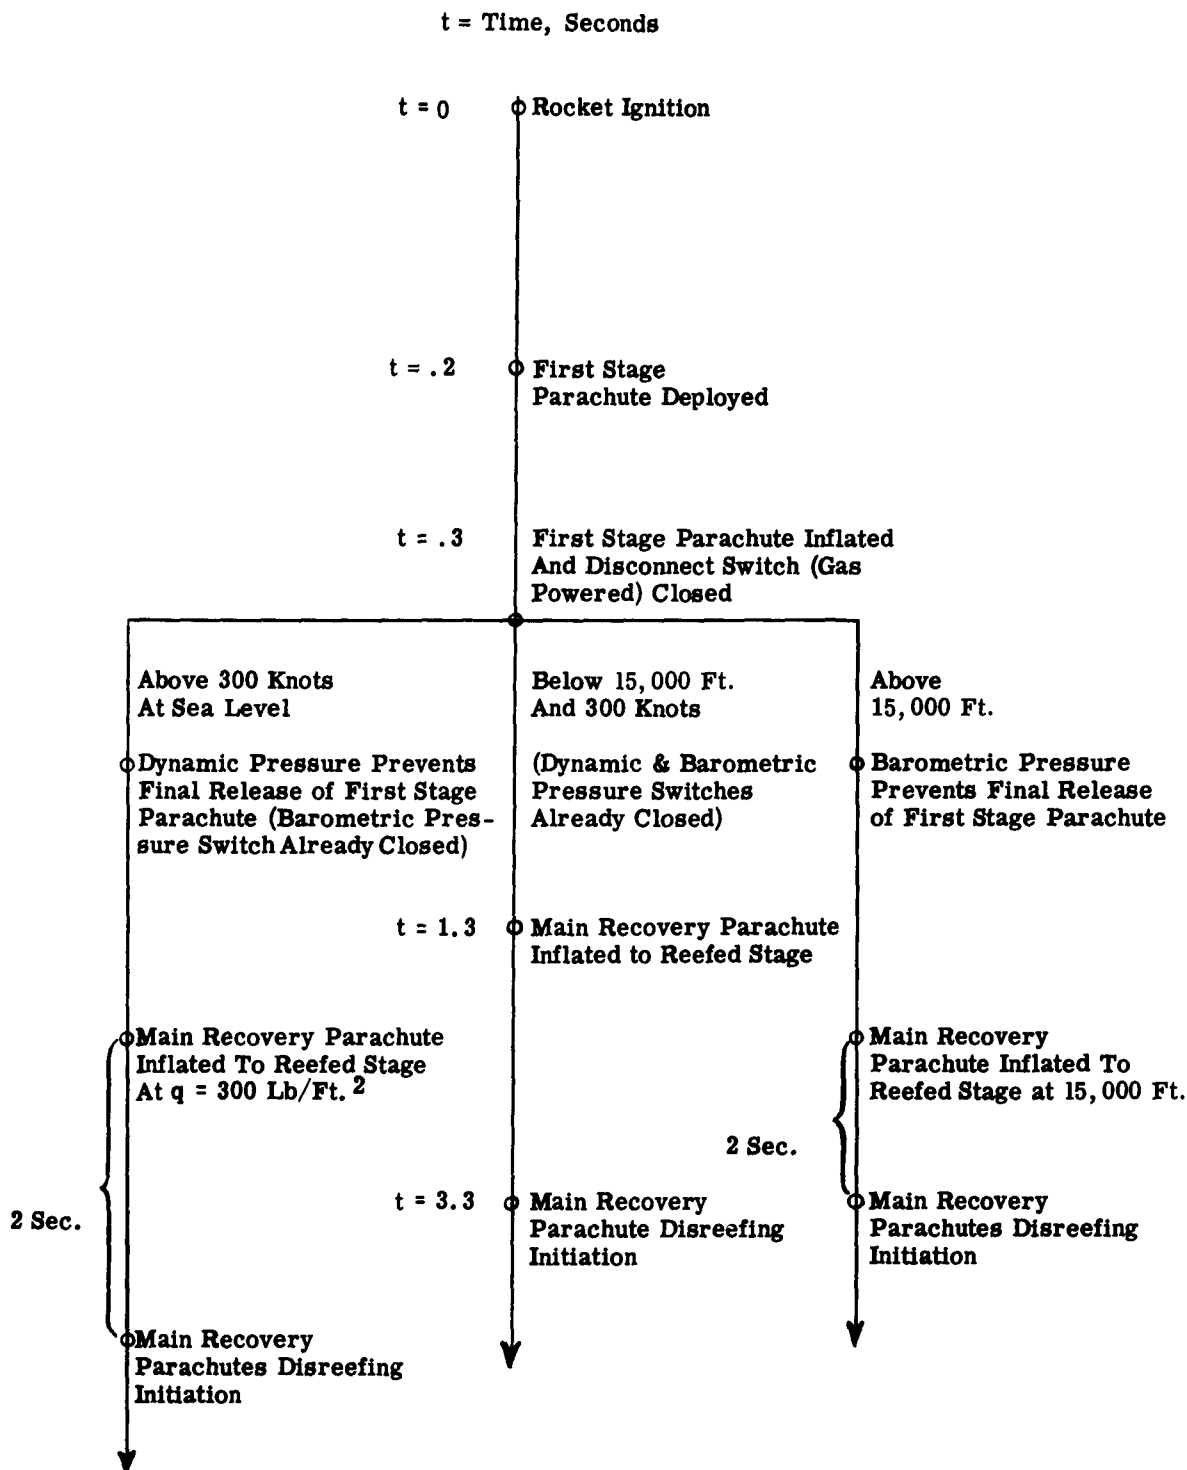 t = Time, Seconds
t = 0
Rocket Ignition
t = .2
First Stage
Parachute Deployed
t = .3
First Stage Parachute Inflated
And Disconnect Switch (Gas
Powered) Closed
Above 300 Knots
At Sea Level
Dynamic Pressure Prevents
Final Release of First Stage
Parachute (Barometric Pres-
sure Switch Already Closed)
Main Recovery Parachute
Inflated To Reefed Stage
At q = 300 Lb/Ft.²
2 Sec.
Main Recovery
Parachutes Disreefing
Initiation
Below 15,000 Ft.
And 300 Knots
(Dynamic & Barometric
Pressure Switches
Already Closed)
t = 1.3
Main Recovery Parachute
Inflated to Reefed Stage
t = 3.3
Main Recovery
Parachute Disreefing
Initiation
Above
15,000 Ft.
Barometric Pressure
Prevents Final Release
of First Stage Parachute
Main Recovery
Parachute Inflated To
Reefed Stage at 15,000 Ft.
2 Sec.
Main Recovery
Parachutes Disreefing
Initiation